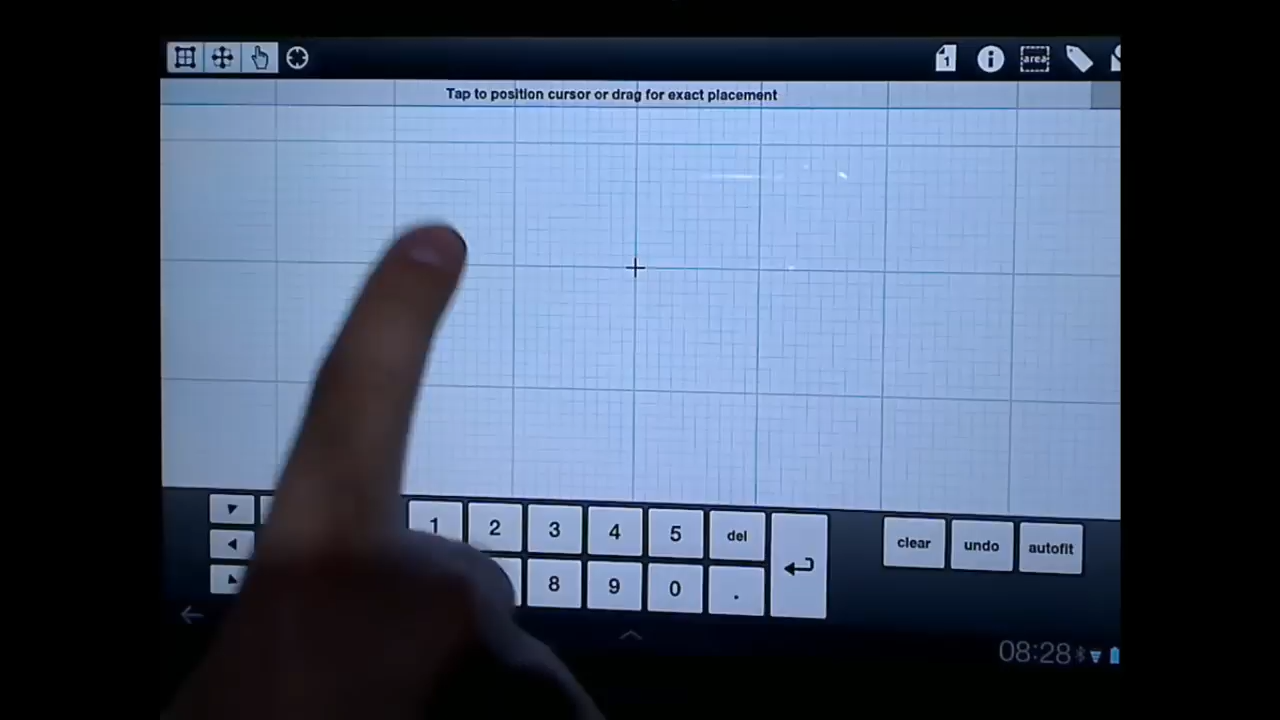 1 i area
Tap to position cursor or drag for exact placement
1 2 3 4 5 del
8 9 0 .
clear undo autofit
08:28